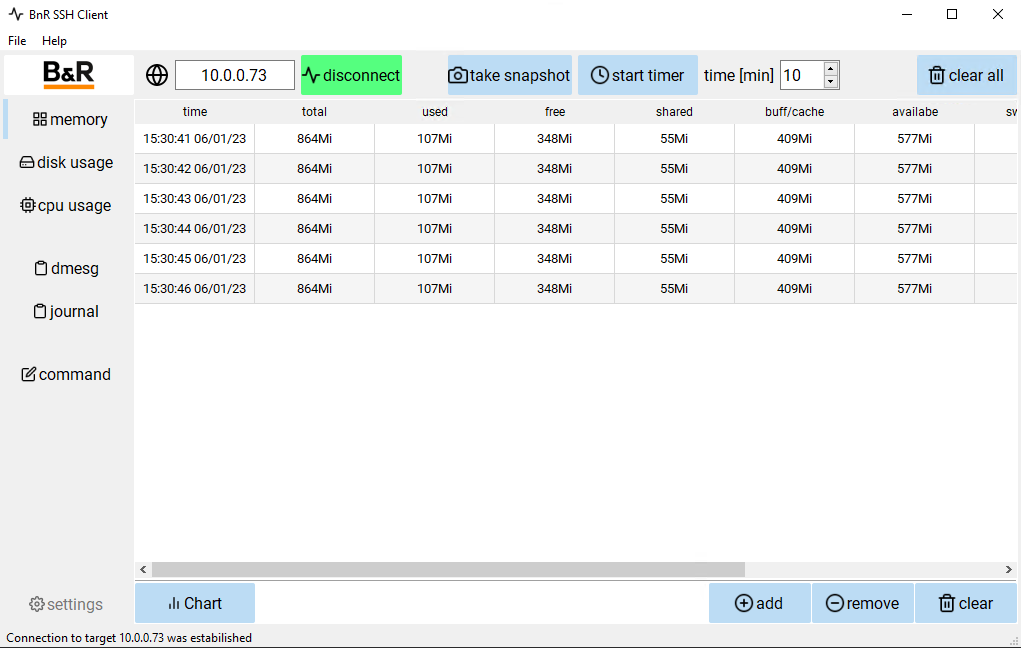 BnR SSH Client
File Help
B&R 10.0.0.73 disconnect take snapshot start timer time [min] 10 clear all
memory
disk usage
cpu usage
dmesg
journal
command
settings
time total used free shared buff/cache availabe sw
15:30:41 06/01/23 864Mi 107Mi 348Mi 55Mi 409Mi 577Mi
15:30:42 06/01/23 864Mi 107Mi 348Mi 55Mi 409Mi 577Mi
15:30:43 06/01/23 864Mi 107Mi 348Mi 55Mi 409Mi 577Mi
15:30:44 06/01/23 864Mi 107Mi 348Mi 55Mi 409Mi 577Mi
15:30:45 06/01/23 864Mi 107Mi 348Mi 55Mi 409Mi 577Mi
15:30:46 06/01/23 864Mi 107Mi 348Mi 55Mi 409Mi 577Mi
Chart add remove clear
Connection to target 10.0.0.73 was estabilished